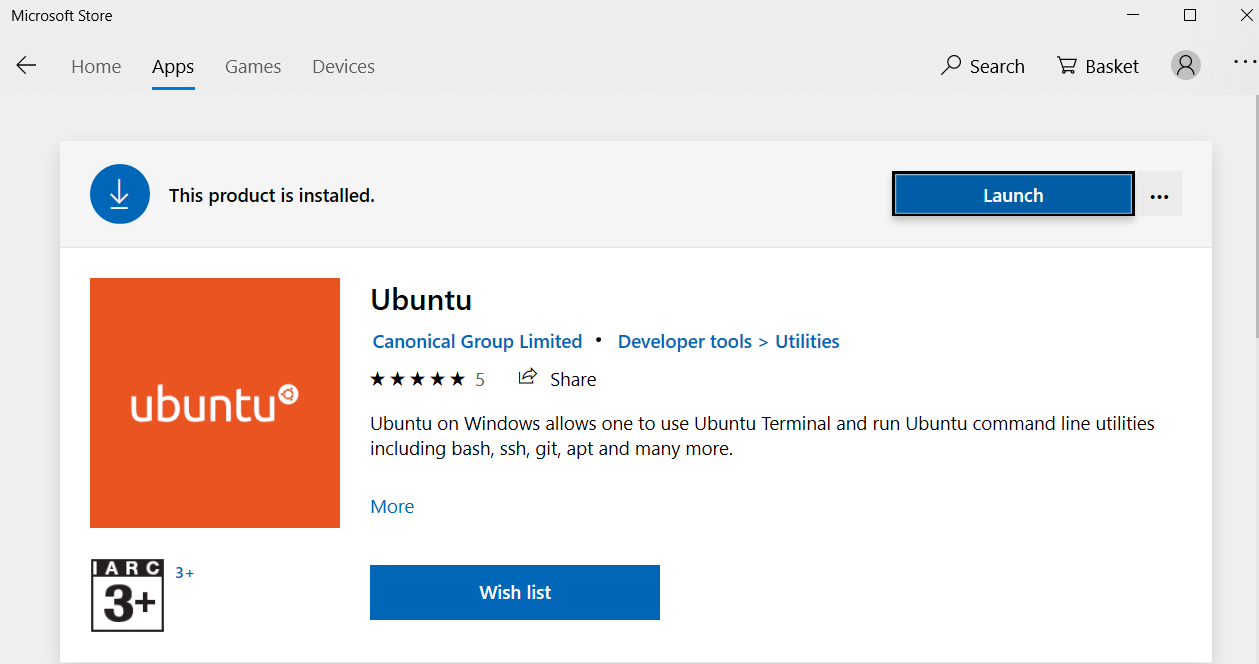 Microsoft Store
Home Apps Games Devices Search Basket
This product is installed. Launch
ubuntu
Ubuntu
Canonical Group Limited • Developer tools > Utilities
★★★★★ 5 Share
Ubuntu on Windows allows one to use Ubuntu Terminal and run Ubuntu command line utilities
including bash, ssh, git, apt and many more.
More
IARC
3+
3+
Wish list